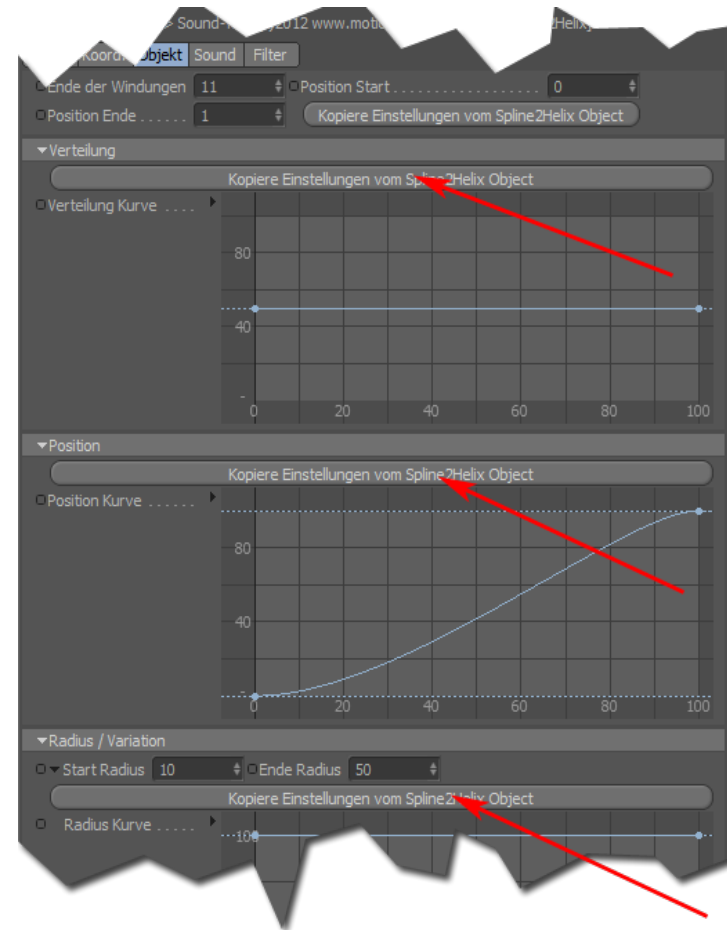 > Sound- 2012 www.motio 2Helix
Koordi Objekt Sound Filter
Ende der Windungen 11 Position Start . . . . . . . . . . . . . . . . . . 0
Position Ende . . . . . . 1 Kopiere Einstellungen vom Spline2Helix Object
Verteilung
Kopiere Einstellungen vom Spline2Helix Object
Verteilung Kurve . . . .
80
40
-
0 20 40 60 80 100
Position
Kopiere Einstellungen vom Spline2Helix Object
Position Kurve . . . . . .
80
40
-
0 20 40 60 80 100
Radius / Variation
Start Radius 10 Ende Radius 50
Kopiere Einstellungen vom Spline2Helix Object
Radius Kurve . . . . .
100